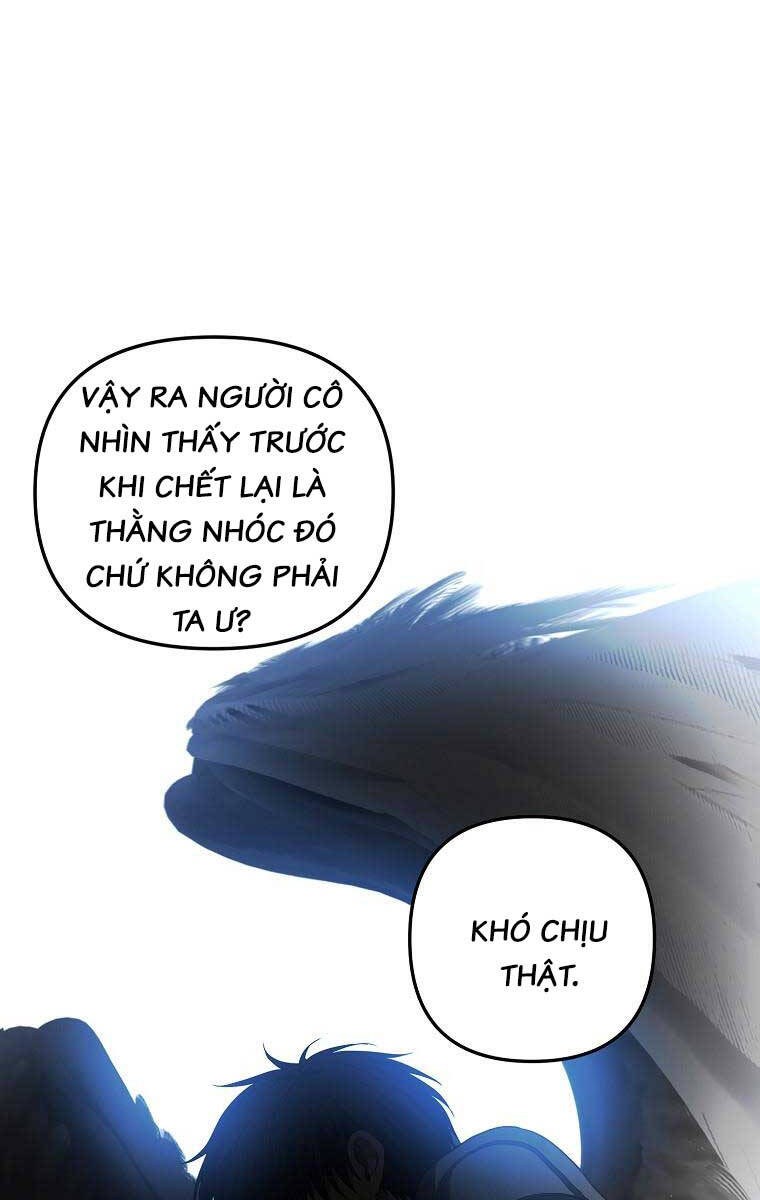 VẬY RA NGƯỜI CÔ
NHÌN THẤY TRƯỚC
KHI CHẾT LẠI LÀ
THẰNG NHÓC ĐÓ
CHỨ KHÔNG PHẢI
TA Ư?
KHÓ CHỊU
THẬT.